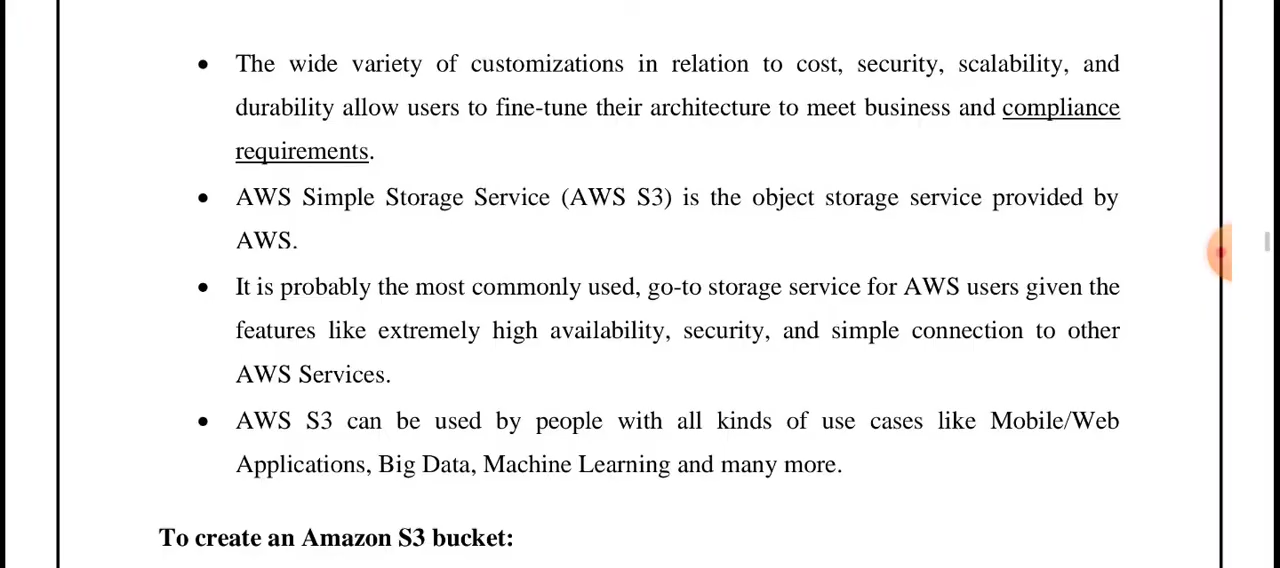 • The wide variety of customizations in relation to cost, security, scalability, and
durability allow users to fine-tune their architecture to meet business and compliance
requirements.
• AWS Simple Storage Service (AWS S3) is the object storage service provided by
AWS.
• It is probably the most commonly used, go-to storage service for AWS users given the
features like extremely high availability, security, and simple connection to other
AWS Services.
• AWS S3 can be used by people with all kinds of use cases like Mobile/Web
Applications, Big Data, Machine Learning and many more.
To create an Amazon S3 bucket: